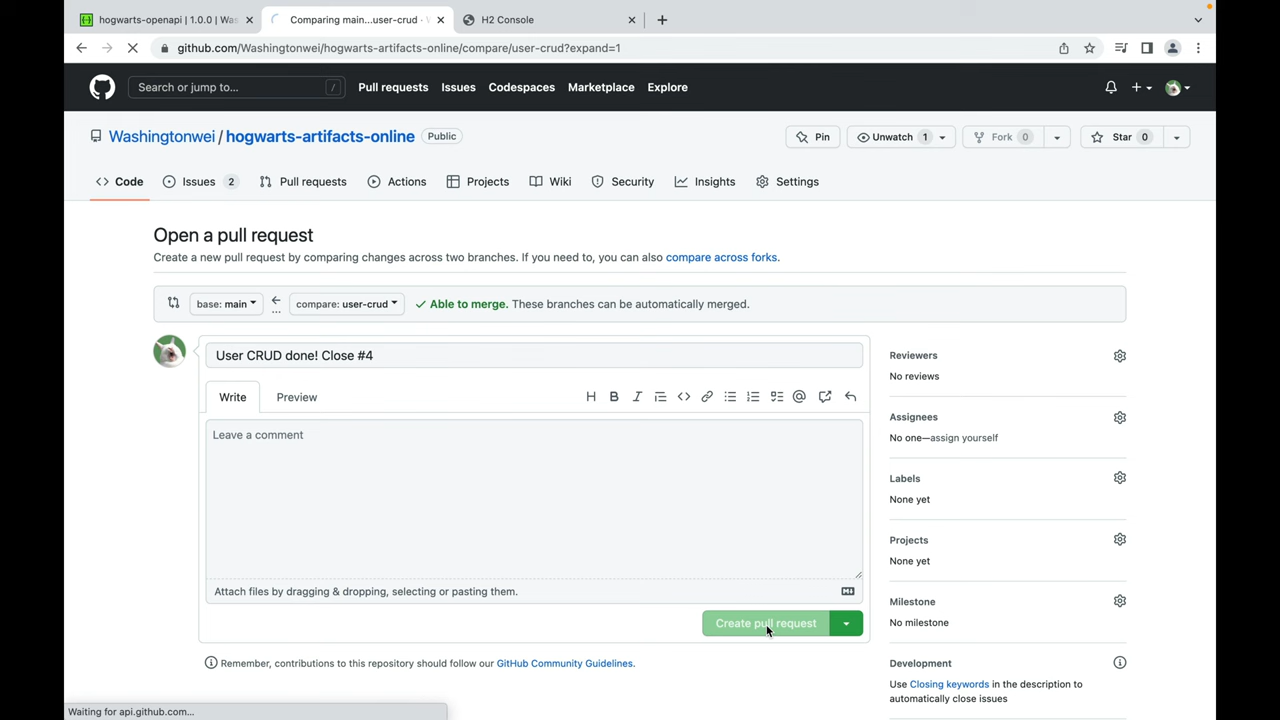 hogwarts-openapi | 1.0.0 | Was
Comparing main...user-crud · W
H2 Console
github.com/Washingtonwei/hogwarts-artifacts-online/compare/user-crud?expand=1
Search or jump to...
/
Pull requests
Issues
Codespaces
Marketplace
Explore
Washingtonwei / hogwarts-artifacts-online
Public
Pin
Unwatch 1
Fork 0
Star 0
Code
Issues 2
Pull requests
Actions
Projects
Wiki
Security
Insights
Settings
Open a pull request
Create a new pull request by comparing changes across two branches. If you need to, you can also compare across forks.
base: main
...
compare: user-crud
Able to merge. These branches can be automatically merged.
User CRUD done! Close #4
Write
Preview
H B I
Leave a comment
Attach files by dragging & dropping, selecting or pasting them.
Create pull request
Remember, contributions to this repository should follow our GitHub Community Guidelines.
Reviewers
No reviews
Assignees
No one—assign yourself
Labels
None yet
Projects
None yet
Milestone
No milestone
Development
Use Closing keywords in the description to
automatically close issues
Waiting for api.github.com...